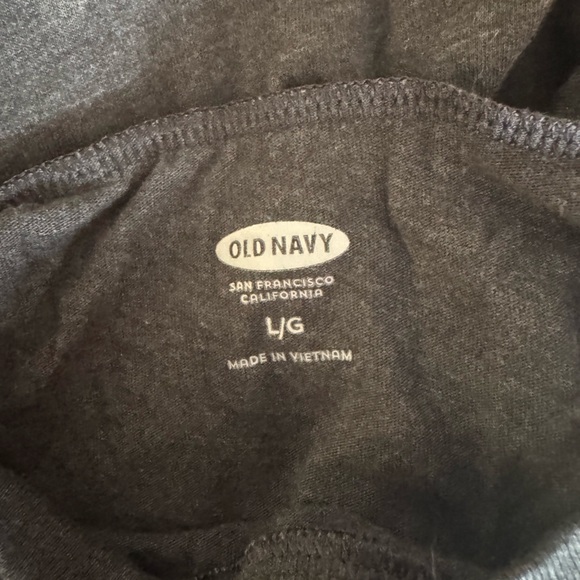 OLD NAVY
SAN FRANCISCO
CALIFORNIA
L/G
MADE IN VIETNAM